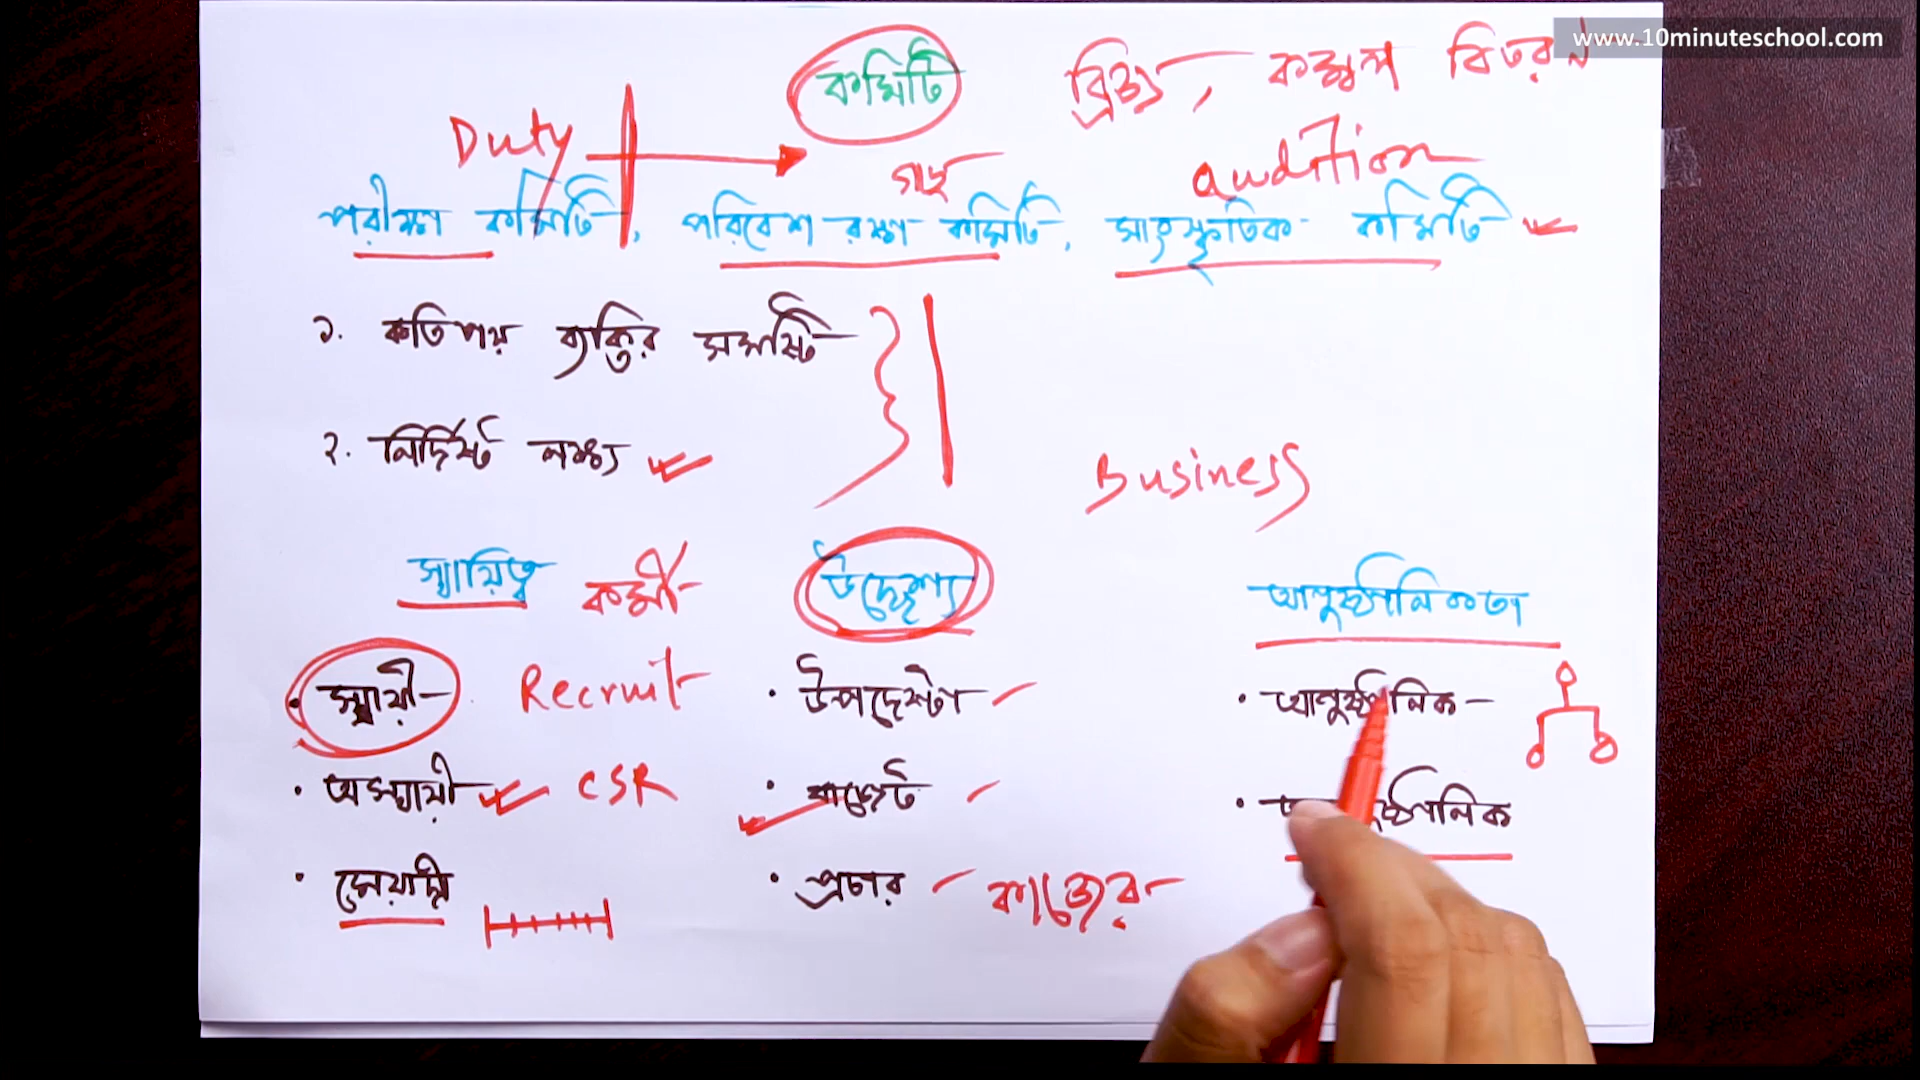 www.10minuteschool.com
কমিটি
ব্রিজ, কম্বল বিতরণ
Duty
গাছ
audition
পরীক্ষা কমিটি, পরিবেশ রক্ষা কমিটি, সাংস্কৃতিক কমিটি
১. কতিপয় ব্যক্তির সমষ্টি
২. নির্দিষ্ট লক্ষ্য
Business
স্থায়িত্ব কর্মী উদ্দেশ্য আনুষ্ঠানিকতা
• স্থায়ী Recruit • উপদেষ্টা • আনুষ্ঠানিক
• অস্থায়ী CSR • বাজেট
• প্রচার কাজের